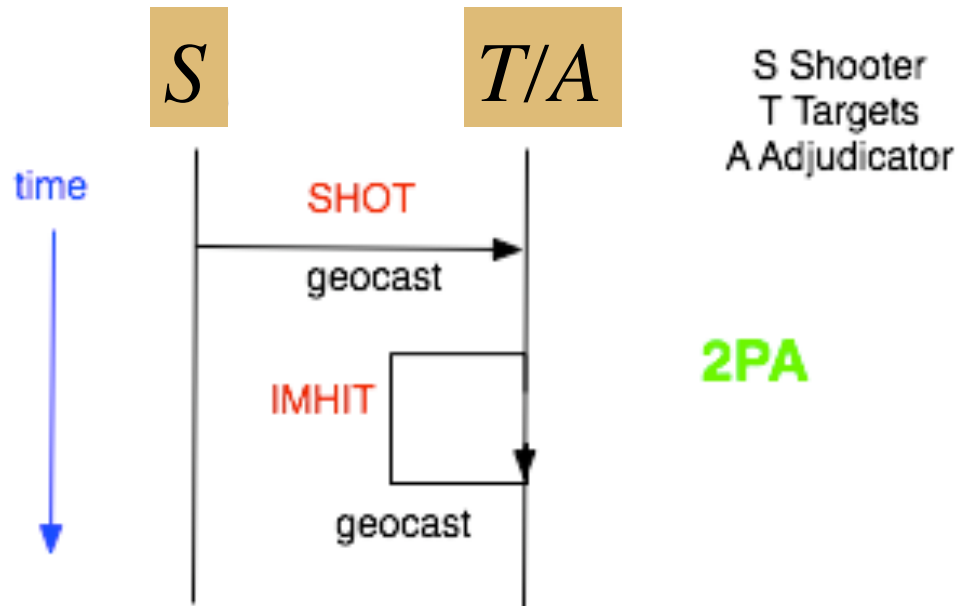 S
T/A
S Shooter
T Targets
A Adjudicator
time
SHOT
geocast
2PA
IMHIT
geocast